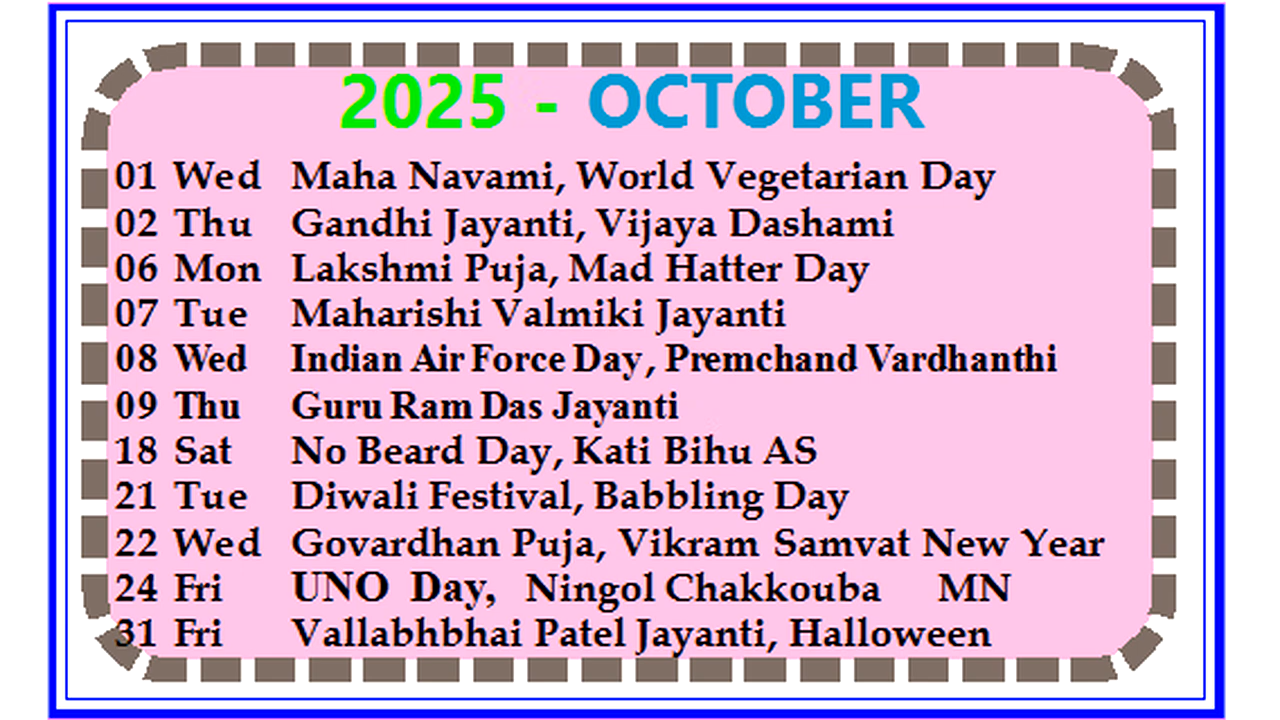 2025 - OCTOBER
01 Wed Maha Navami, World Vegetarian Day
02 Thu Gandhi Jayanti, Vijaya Dashami
06 Mon Lakshmi Puja, Mad Hatter Day
07 Tue Maharishi Valmiki Jayanti
08 Wed Indian Air Force Day, Premchand Vardhanthi
09 Thu Guru Ram Das Jayanti
18 Sat No Beard Day, Kati Bihu AS
21 Tue Diwali Festival, Babbling Day
22 Wed Govardhan Puja, Vikram Samvat New Year
24 Fri UNO Day, Ningol Chakkouba MN
31 Fri Vallabhbhai Patel Jayanti, Halloween